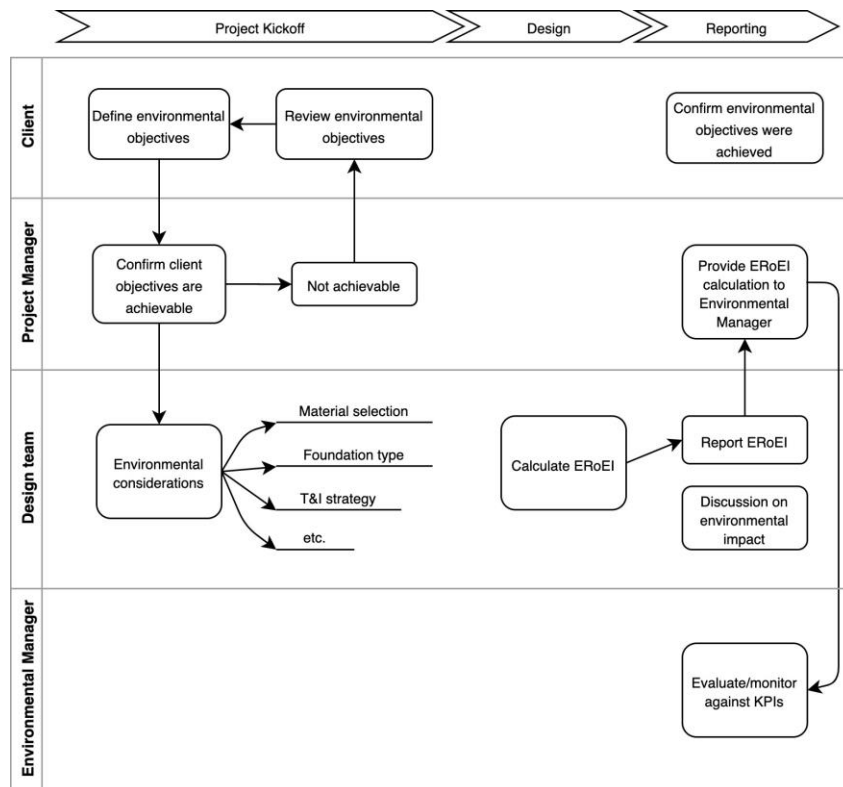 Project Kickoff
Design
Reporting
Client
Define environmental
objectives
Review environmental
objectives
Confirm environmental
objectives were
achieved
Project Manager
Confirm client
objectives are
achievable
Not achievable
Provide ERoEI
calculation to
Environmental
Manager
Design team
Environmental
considerations
Material selection
Foundation type
T&I strategy
etc.
Calculate ERoEI
Report ERoEI
Discussion on
environmental
impact
Environmental Manager
Evaluate/monitor
against KPIs